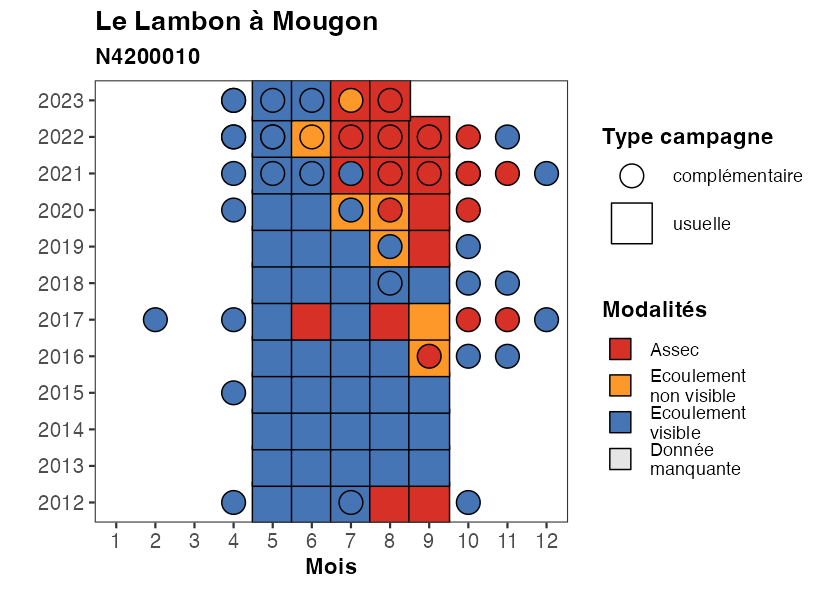 Le Lambon à Mougon
N4200010
2023
2022
2021
2020
2019
2018
2017
2016
2015
2014
2013
2012
1 2 3 4 5 6 7 8 9 10 11 12
Mois
Type campagne
complémentaire
usuelle
Modalités
Assec
Ecoulement
non visible
Ecoulement
visible
Donnée
manquante